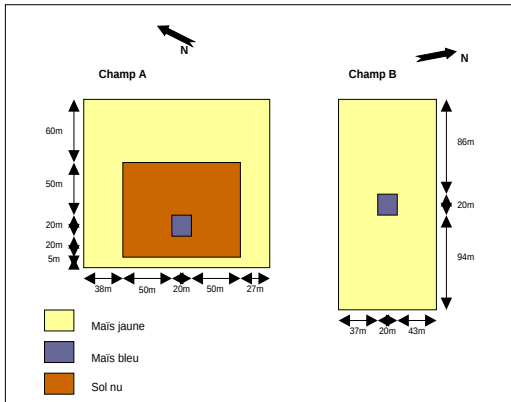 N
N
Champ A
Champ B
60m
50m
20m
20m
5m
38m
50m
20m
50m
27m
86m
20m
94m
37m
20m
43m
Maïs jaune
Maïs bleu
Sol nu